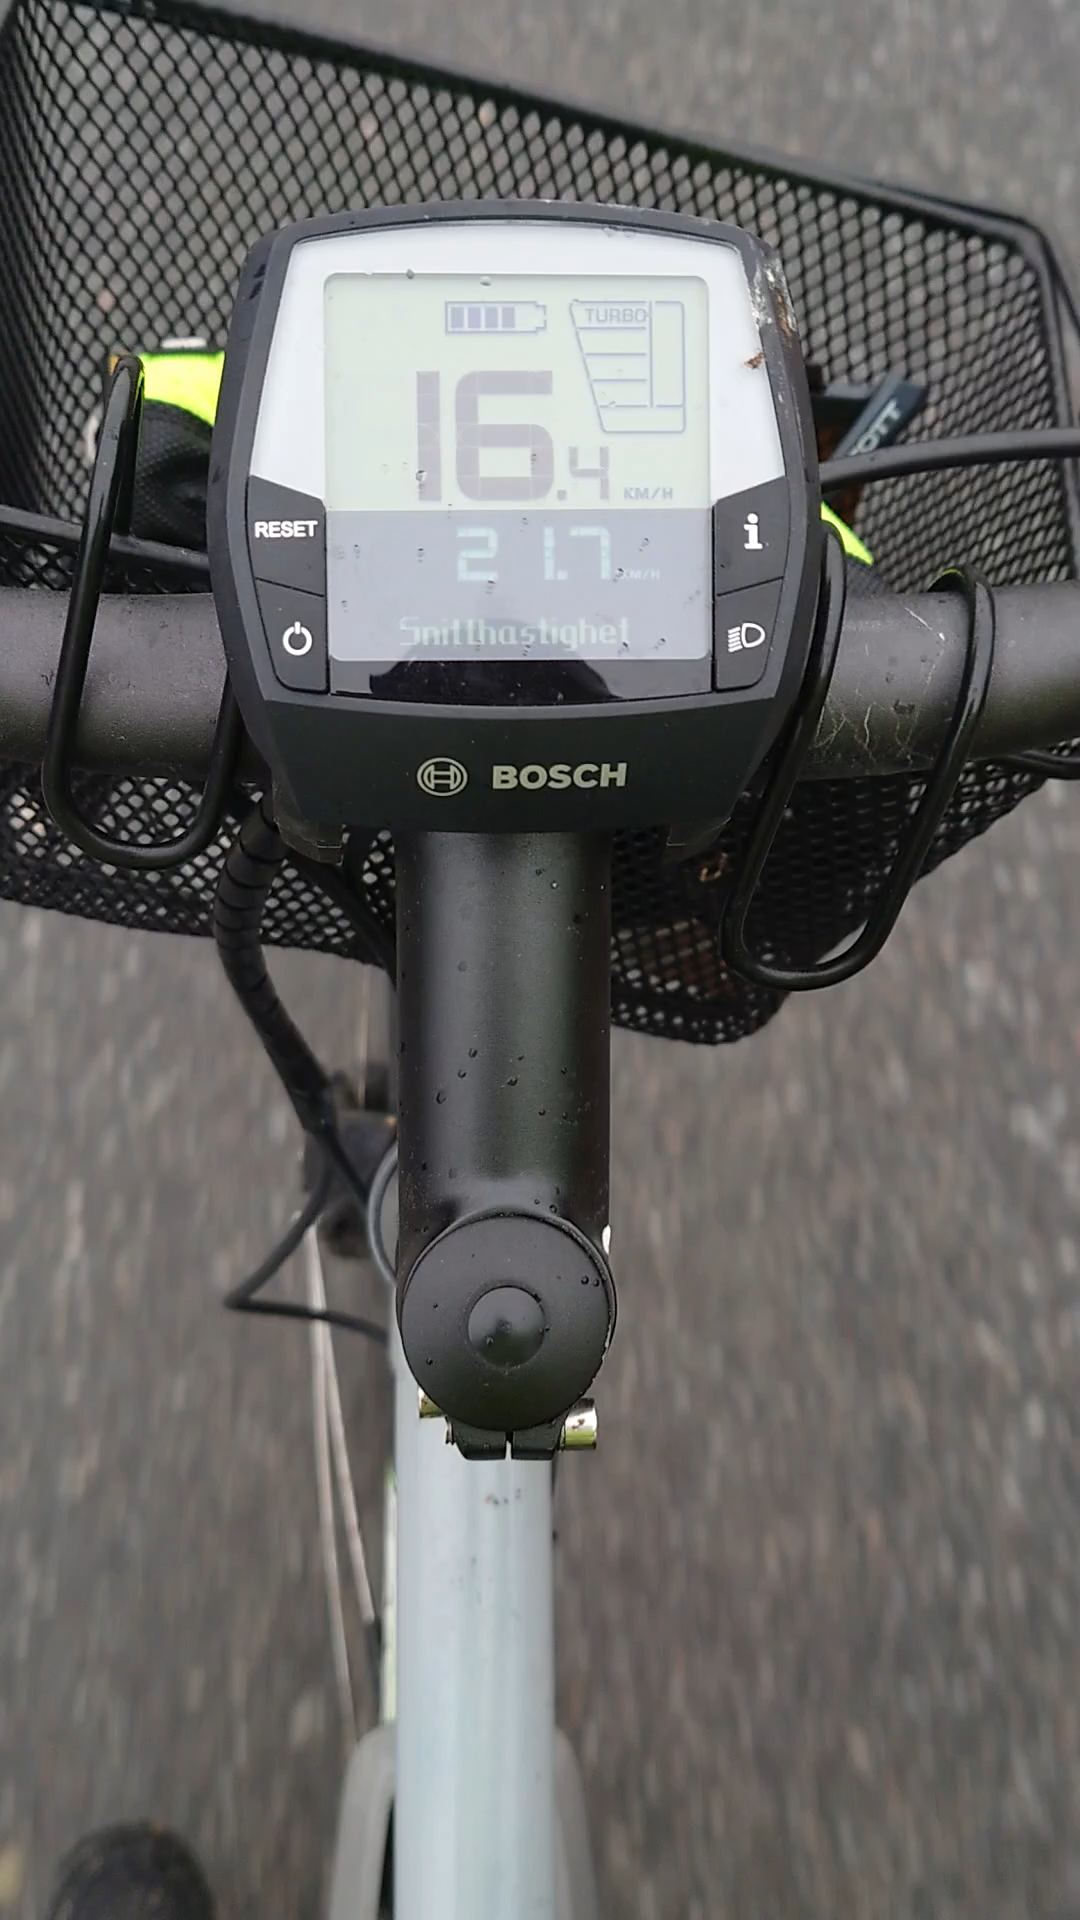 TURBO
16.4 KM/H
RESET
i
21.7 KM/H
Snitthastighet
BOSCH